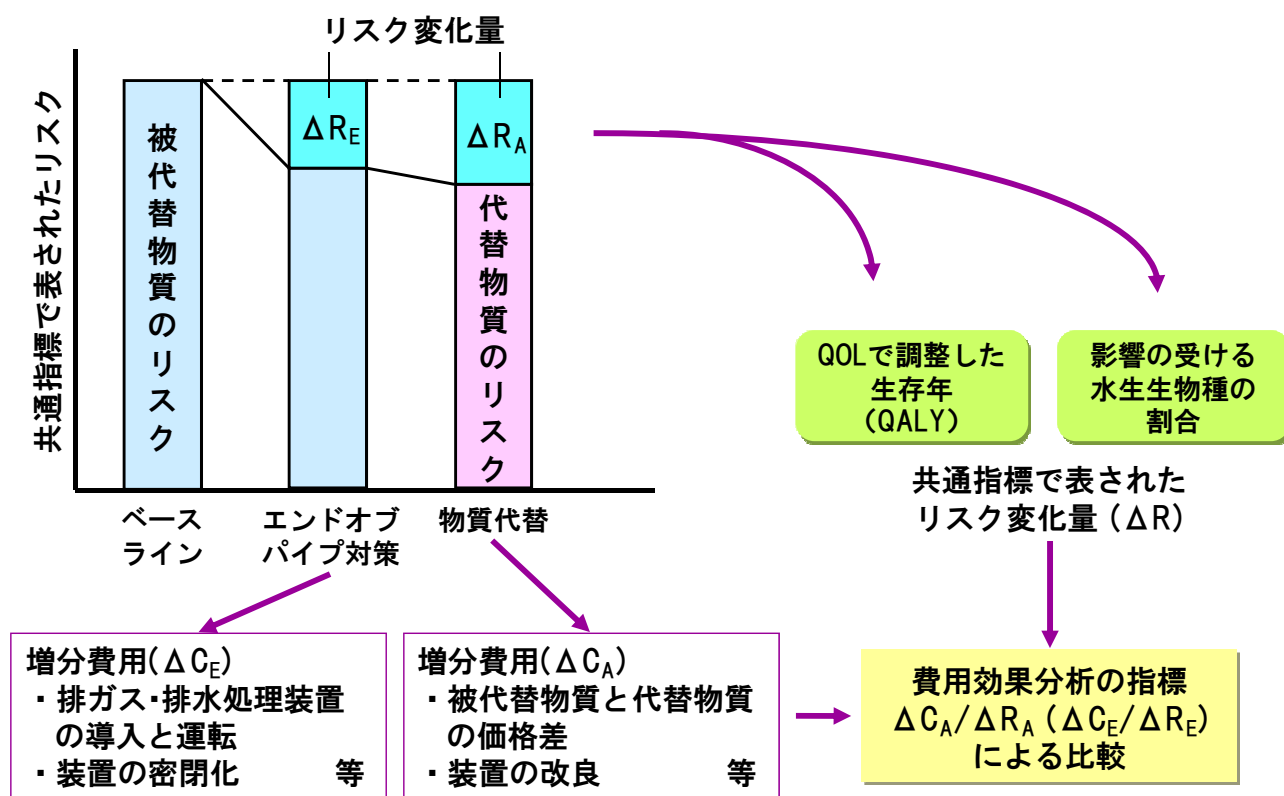 リスク変化量
共通指標で表されたリスク
被代替物質のリスク
ΔRE
ΔRA
代替物質のリスク
ベース
ライン
エンドオブ
パイプ対策
物質代替
QOLで調整した
生存年
(QALY)
影響の受ける
水生生物種の
割合
共通指標で表された
リスク変化量(ΔR)
増分費用(ΔCE)
・排ガス・排水処理装置
の導入と運転
・装置の密閉化 等
増分費用(ΔCA)
・被代替物質と代替物質
の価格差
・装置の改良 等
費用効果分析の指標
ΔCA/ΔRA(ΔCE/ΔRE)
による比較